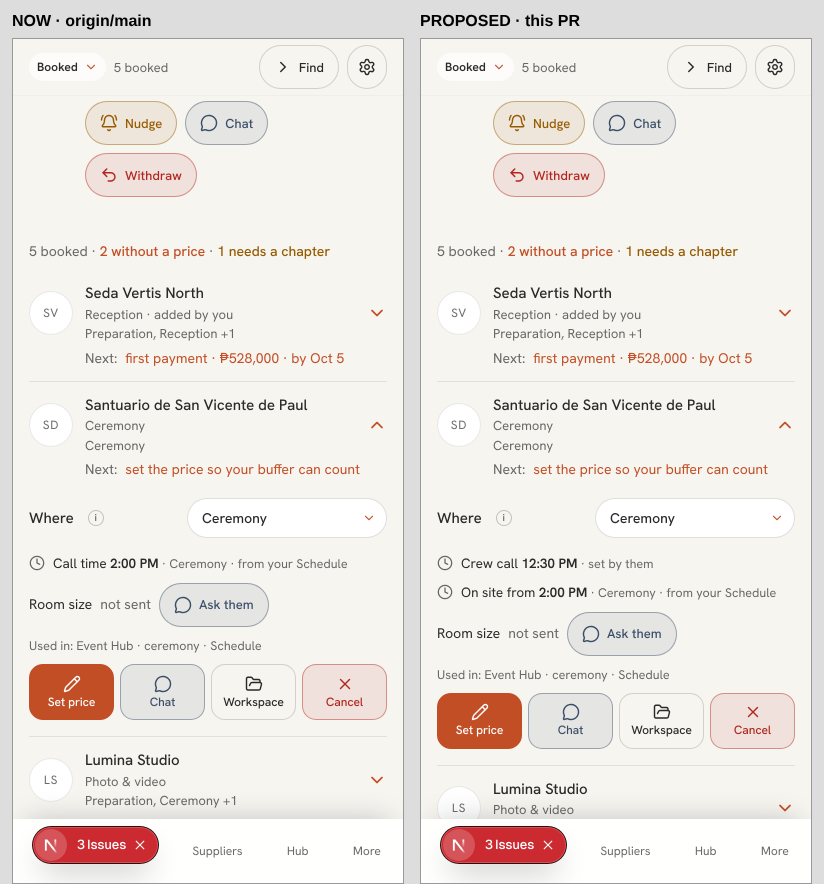 NOW · origin/main
Booked
5 booked
Find
Nudge
Chat
Withdraw
5 booked · 2 without a price · 1 needs a chapter
SV
Seda Vertis North
Reception · added by you
Preparation, Reception +1
Next: first payment · ₱528,000 · by Oct 5
SD
Santuario de San Vicente de Paul
Ceremony
Ceremony
Next: set the price so your buffer can count
Where i
Ceremony
Call time 2:00 PM · Ceremony · from your Schedule
Room size not sent Ask them
Used in: Event Hub · ceremony · Schedule
Set price
Chat
Workspace
Cancel
LS
Lumina Studio
Photo & video
Preparation, Ceremony +1
N 3 Issues
Suppliers
Hub
More
PROPOSED · this PR
Booked
5 booked
Find
Nudge
Chat
Withdraw
5 booked · 2 without a price · 1 needs a chapter
SV
Seda Vertis North
Reception · added by you
Preparation, Reception +1
Next: first payment · ₱528,000 · by Oct 5
SD
Santuario de San Vicente de Paul
Ceremony
Ceremony
Next: set the price so your buffer can count
Where i
Ceremony
Crew call 12:30 PM · set by them
On site from 2:00 PM · Ceremony · from your Schedule
Room size not sent Ask them
Used in: Event Hub · ceremony · Schedule
Set price
Chat
Workspace
Cancel
LS
Lumina Studio
Photo & video
N 3 Issues
Suppliers
Hub
More